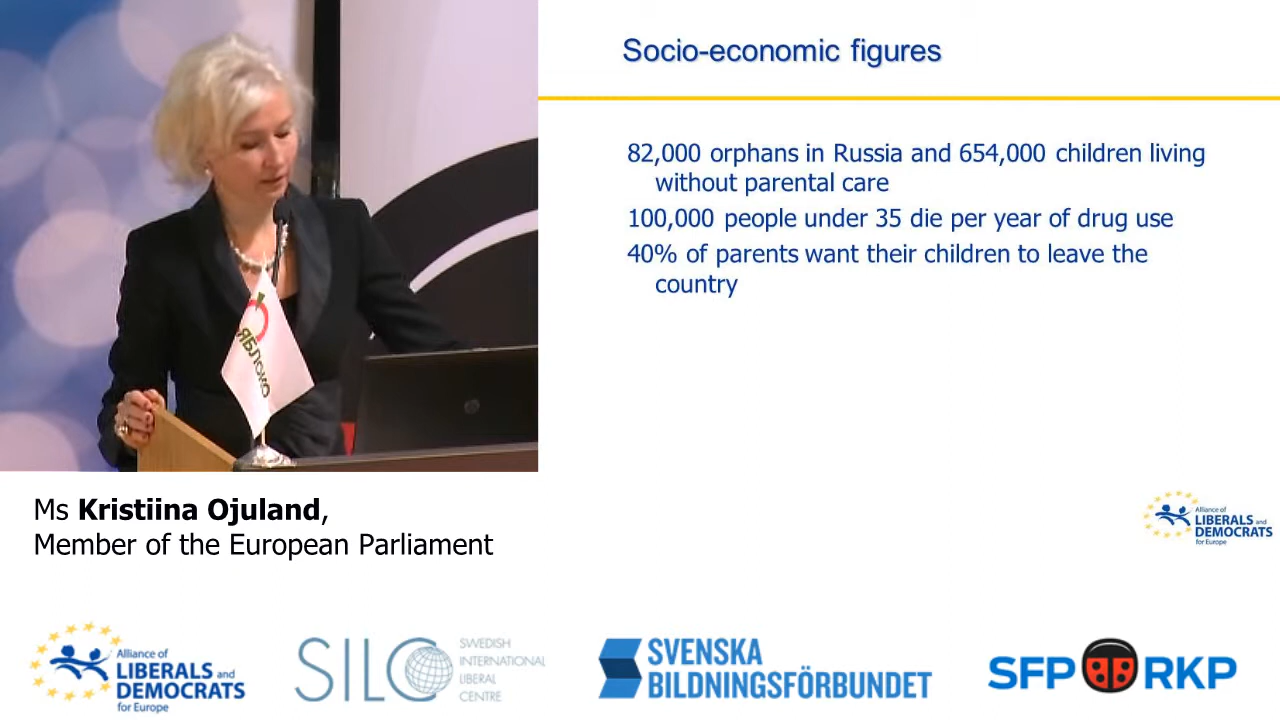 Socio-economic figures
82,000 orphans in Russia and 654,000 children living
without parental care
100,000 people under 35 die per year of drug use
40% of parents want their children to leave the
country
ЯБЛОКО
Ms Kristiina Ojuland,
Member of the European Parliament
Alliance of
LIBERALS and
DEMOCRATS
for Europe
Alliance of
LIBERALS and
DEMOCRATS
for Europe
SILC
SWEDISH
INTERNATIONAL
LIBERAL
CENTRE
SVENSKA
BILDNINGSFÖRBUNDET
SFP RKP